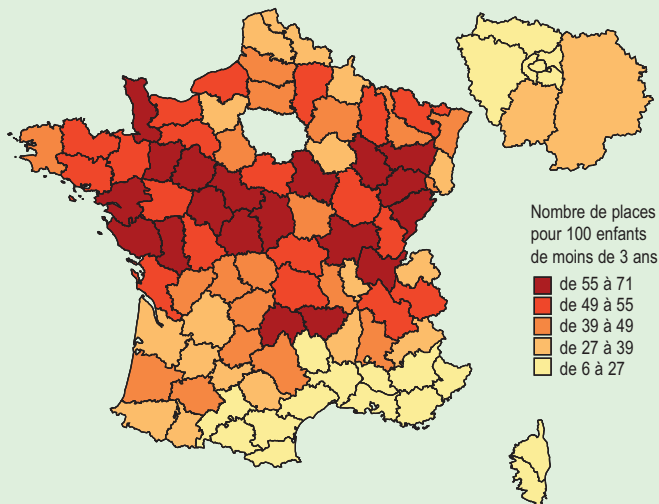 Nombre de places
pour 100 enfants
de moins de 3 ans
de 55 à 71
de 49 à 55
de 39 à 49
de 27 à 39
de 6 à 27